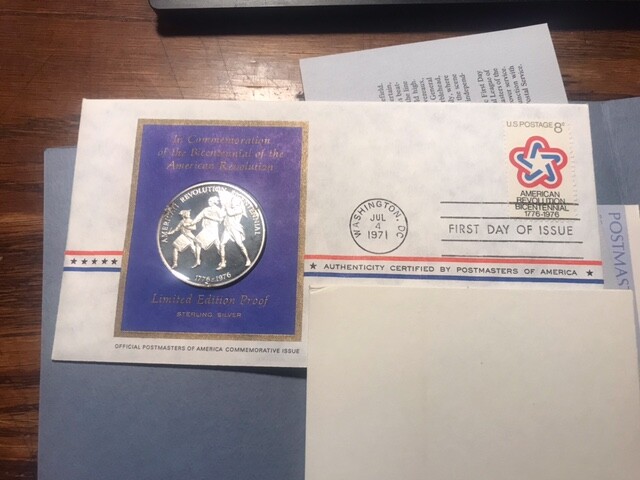 In Commemoration
of the Bicentennial of the
American Revolution
AMERICAN REVOLUTION BICENTENNIAL
1776-1976
Limited Edition Proof
STERLING SILVER
OFFICIAL POSTMASTERS OF AMERICA COMMEMORATIVE ISSUE
U.S. POSTAGE 8¢
AMERICAN
REVOLUTION
BICENTENNIAL
1776-1976
WASHINGTON, DC
JUL
4
1971
FIRST DAY OF ISSUE
★ AUTHENTICITY CERTIFIED BY POSTMASTERS OF AMERICA ★
POSTMAS
First Day